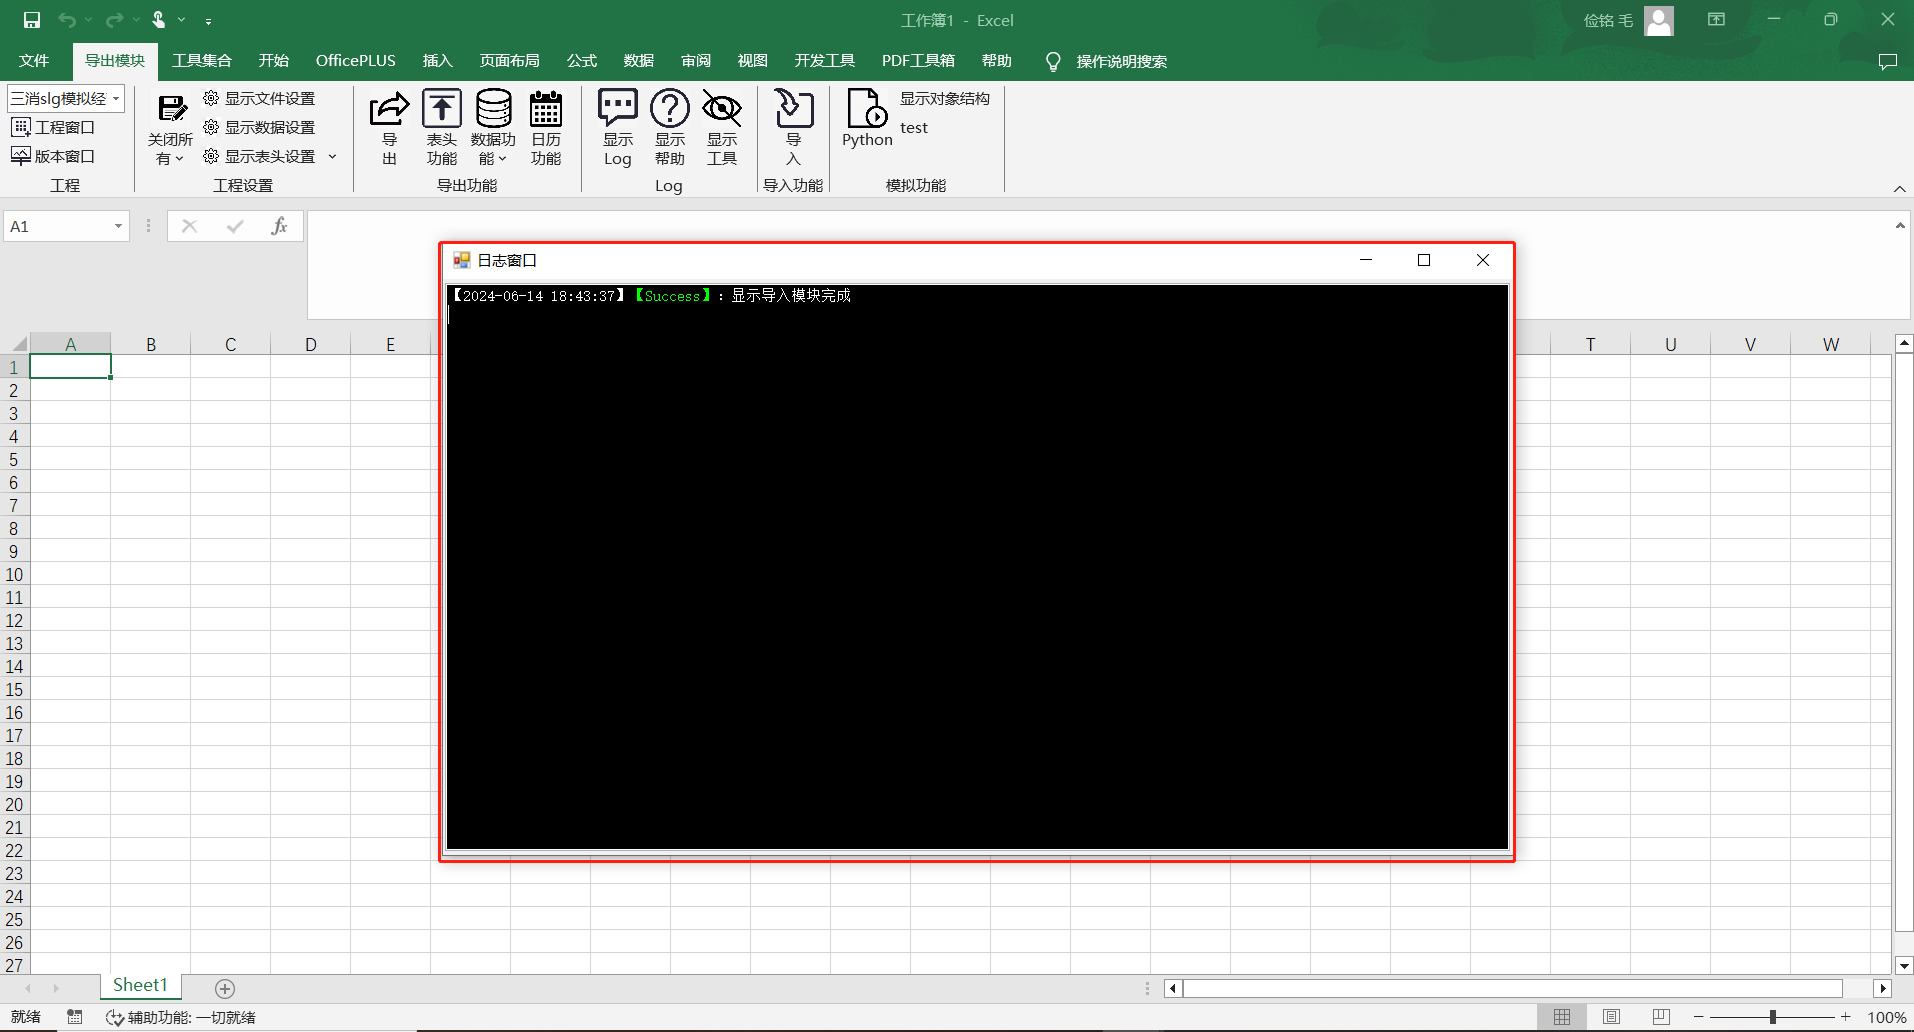 工作簿1 - Excel
俭铭 毛
文件 导出模块 工具集合 开始 OfficePLUS 插入 页面布局 公式 数据 审阅 视图 开发工具 PDF工具箱 帮助 操作说明搜索
三消slg模拟经
工程窗口
版本窗口
工程
关闭所
有
显示文件设置
显示数据设置
显示表头设置
工程设置
导
出
表头
功能
数据功
能
日历
功能
导出功能
显示
Log
显示
帮助
显示
工具
Log
导
入
导入功能
Python
显示对象结构
test
模拟功能
A1
fx
日志窗口
【2024-06-14 18:43:37】【Success】：显示导入模块完成
A B C D E T U V W
1
2
3
4
5
6
7
8
9
10
11
12
13
14
15
16
17
18
19
20
21
22
23
24
25
26
27
Sheet1
就绪 辅助功能: 一切就绪 100%